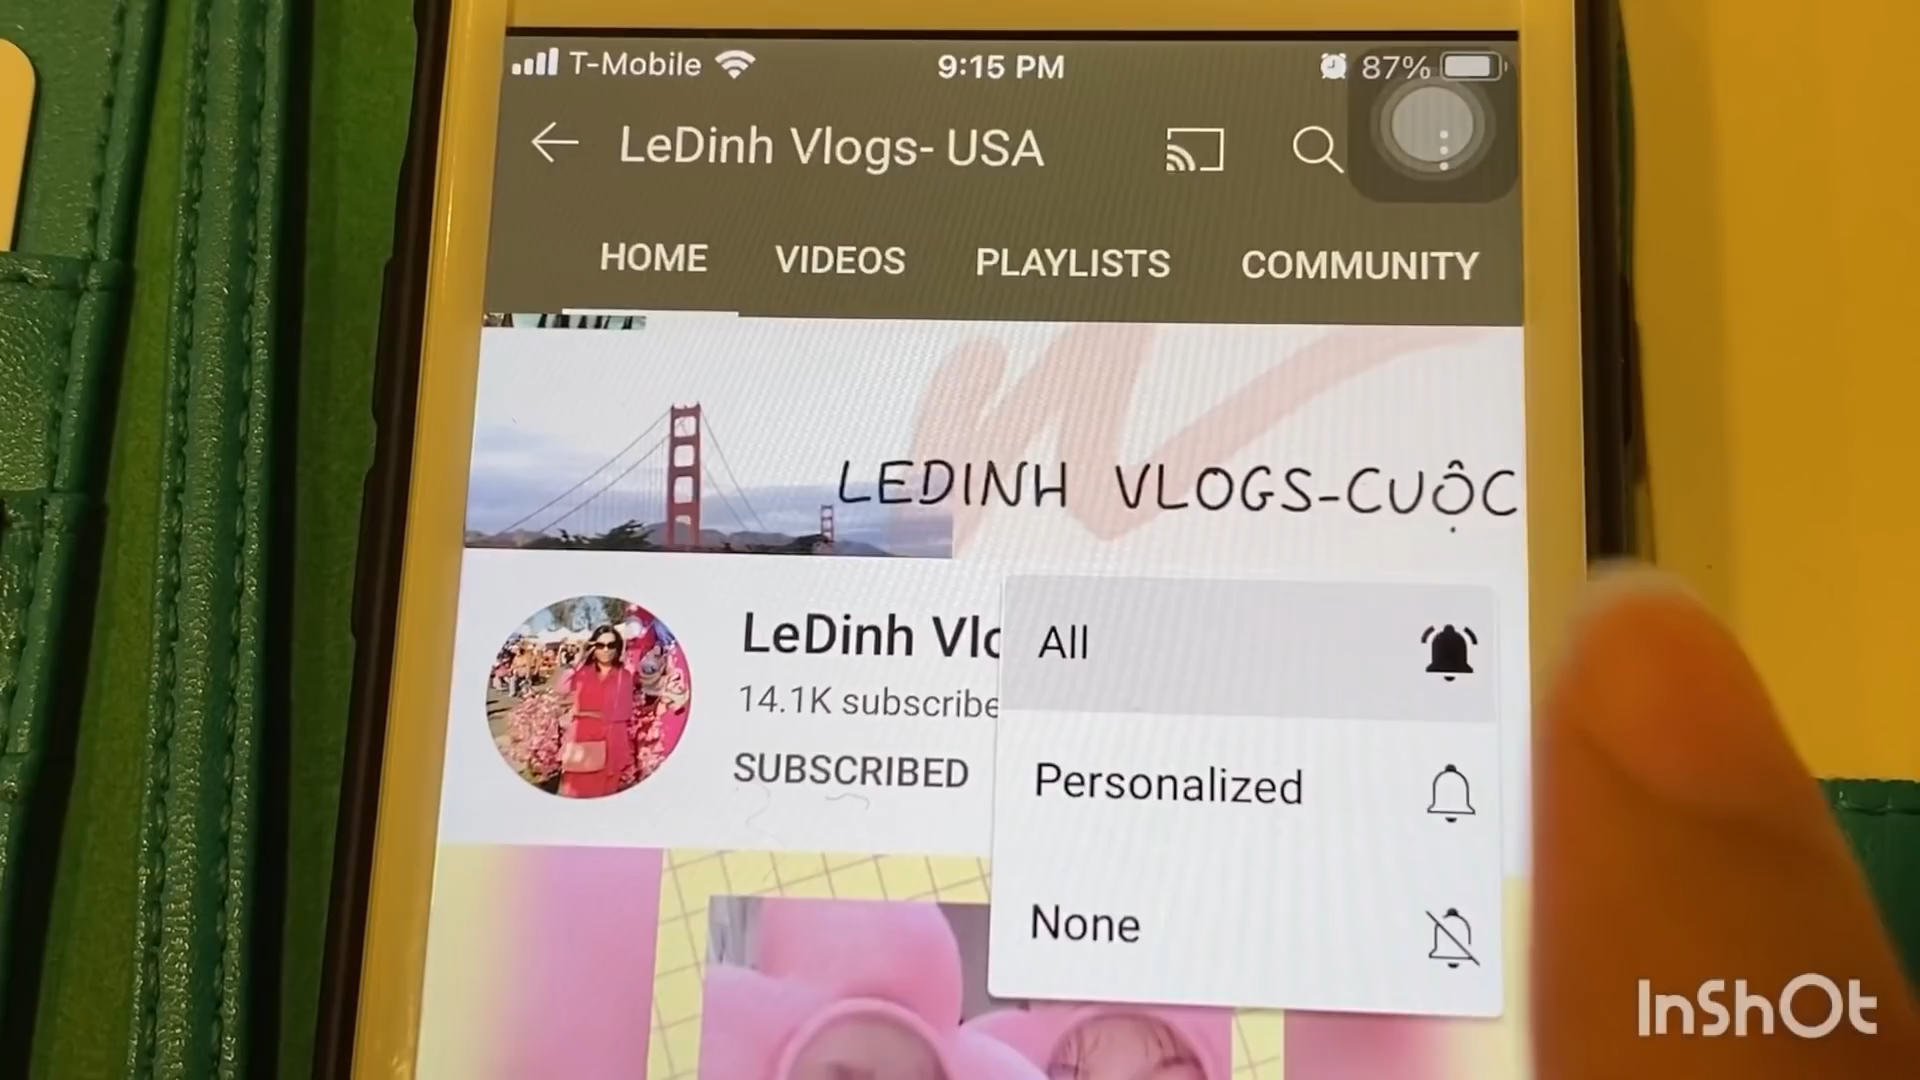 T-Mobile 9:15 PM 87%
LeDinh Vlogs- USA
HOME VIDEOS PLAYLISTS COMMUNITY
LEDINH VLOGS-CUỘC
LeDinh Vlo
14.1K subscribe
SUBSCRIBED
All
Personalized
None
InShOt